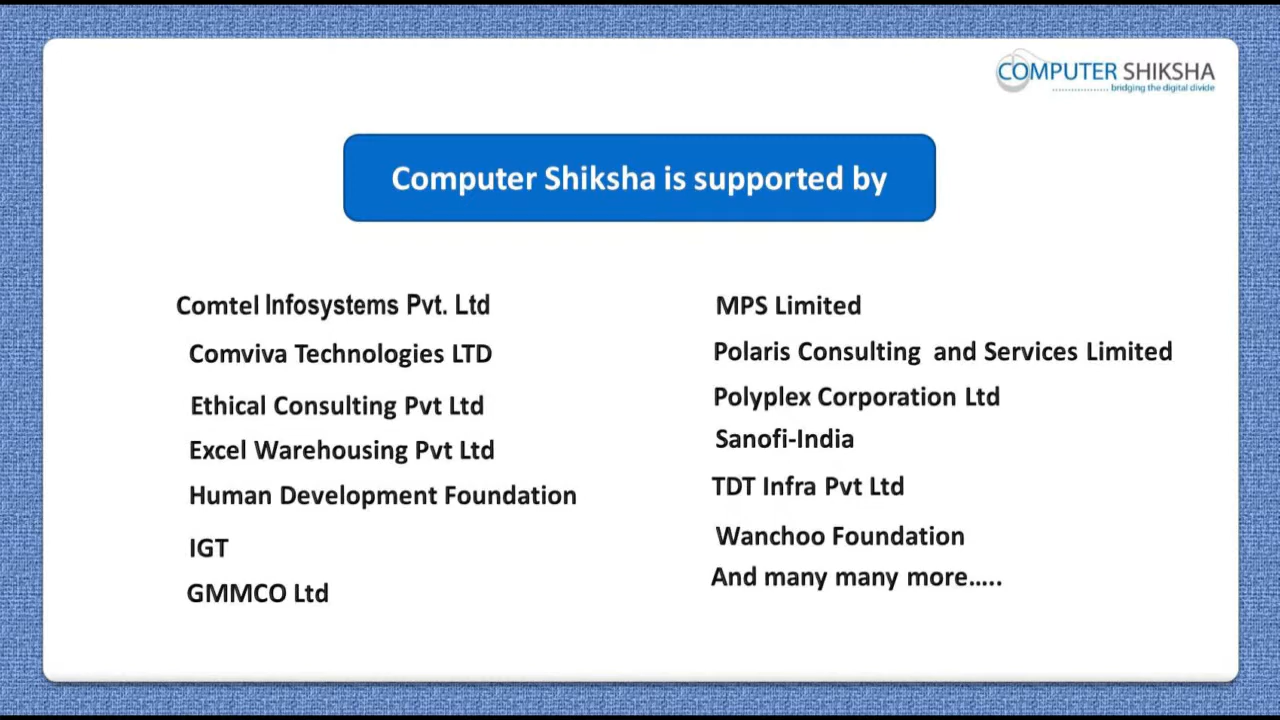 COMPUTER SHIKSHA
bridging the digital divide
Computer Shiksha is supported by
Comtel Infosystems Pvt. Ltd
Comviva Technologies LTD
Ethical Consulting Pvt Ltd
Excel Warehousing Pvt Ltd
Human Development Foundation
IGT
GMMCO Ltd
MPS Limited
Polaris Consulting and Services Limited
Polyplex Corporation Ltd
Sanofi-India
TDT Infra Pvt Ltd
Wanchoo Foundation
And many many more.....